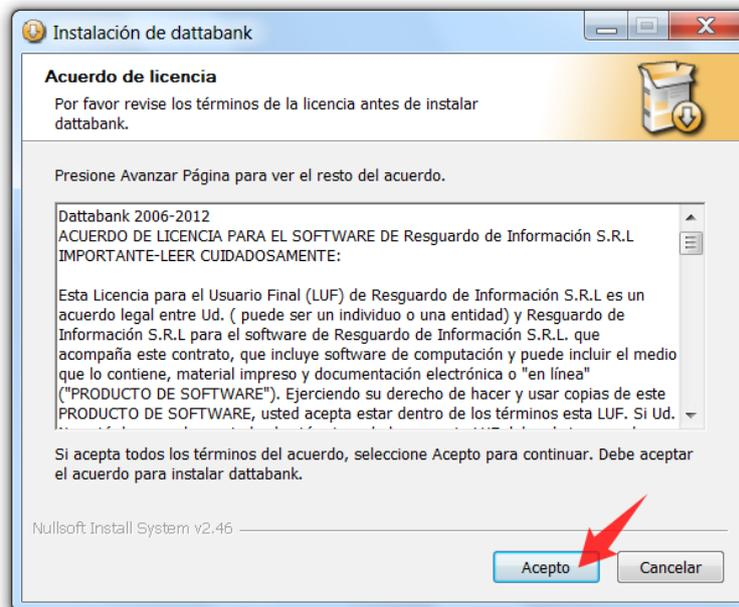 Instalación de dattabank
Acuerdo de licencia
Por favor revise los términos de la licencia antes de instalar
dattabank.
Presione Avanzar Página para ver el resto del acuerdo.
Dattabank 2006-2012
ACUERDO DE LICENCIA PARA EL SOFTWARE DE Resguardo de Información S.R.L
IMPORTANTE-LEER CUIDADOSAMENTE:
Esta Licencia para el Usuario Final (LUF) de Resguardo de Información S.R.L es un
acuerdo legal entre Ud. ( puede ser un individuo o una entidad) y Resguardo de
Información S.R.L para el software de Resguardo de Información S.R.L. que
acompaña este contrato, que incluye software de computación y puede incluir el medio
que lo contiene, material impreso y documentación electrónica o "en línea"
("PRODUCTO DE SOFTWARE"). Ejerciendo su derecho de hacer y usar copias de este
PRODUCTO DE SOFTWARE, usted acepta estar dentro de los términos esta LUF. Si Ud.
Si acepta todos los términos del acuerdo, seleccione Acepto para continuar. Debe aceptar
el acuerdo para instalar dattabank.
Nullsoft Install System v2.46
Acepto
Cancelar